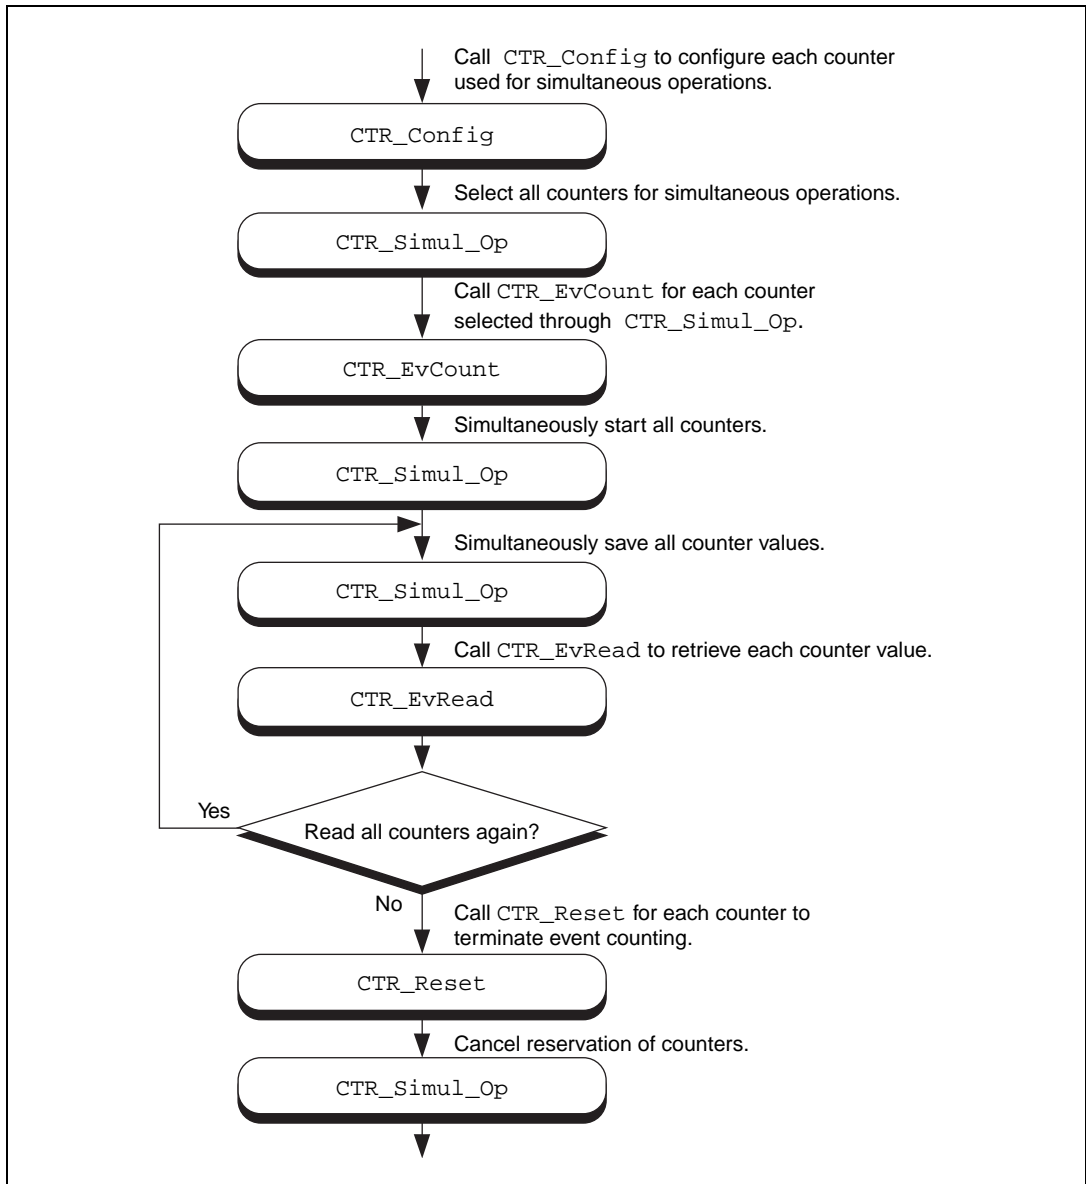 Call CTR_Config to configure each counter
used for simultaneous operations.
CTR_Config
Select all counters for simultaneous operations.
CTR_Simul_Op
Call CTR_EvCount for each counter
selected through CTR_Simul_Op.
CTR_EvCount
Simultaneously start all counters.
CTR_Simul_Op
Simultaneously save all counter values.
CTR_Simul_Op
Call CTR_EvRead to retrieve each counter value.
CTR_EvRead
Yes
Read all counters again?
No
Call CTR_Reset for each counter to
terminate event counting.
CTR_Reset
Cancel reservation of counters.
CTR_Simul_Op